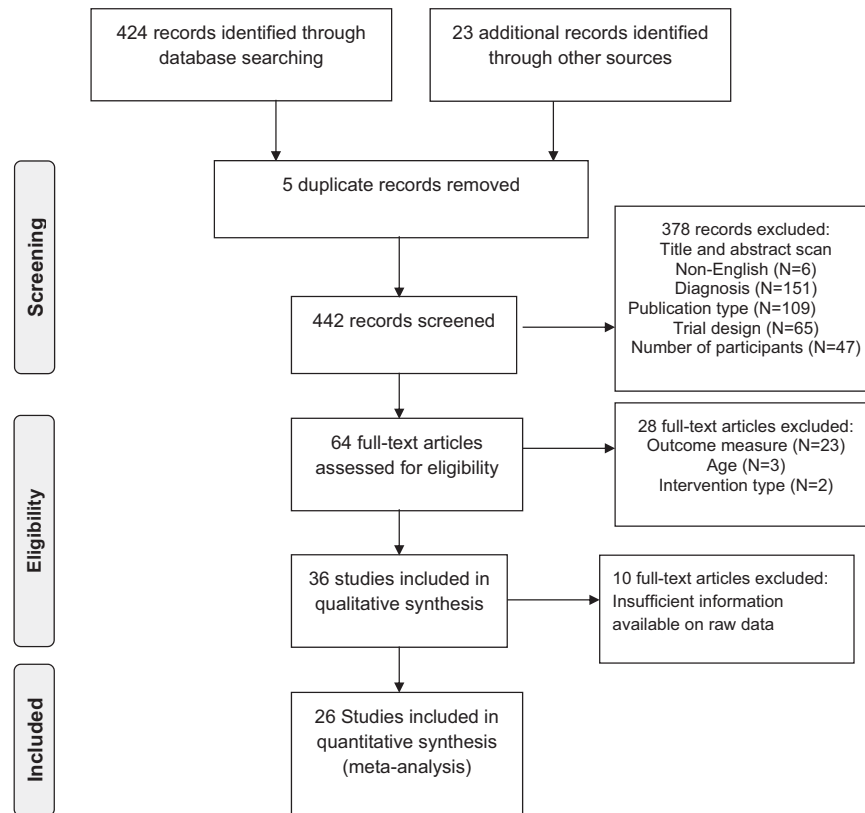 424 records identified through
database searching
23 additional records identified
through other sources
5 duplicate records removed
Screening
442 records screened
378 records excluded:
Title and abstract scan
Non-English (N=6)
Diagnosis (N=151)
Publication type (N=109)
Trial design (N=65)
Number of participants (N=47)
Eligibility
64 full-text articles
assessed for eligibility
28 full-text articles excluded:
Outcome measure (N=23)
Age (N=3)
Intervention type (N=2)
36 studies included in
qualitative synthesis
10 full-text articles excluded:
Insufficient information
available on raw data
Included
26 Studies included in
quantitative synthesis
(meta-analysis)